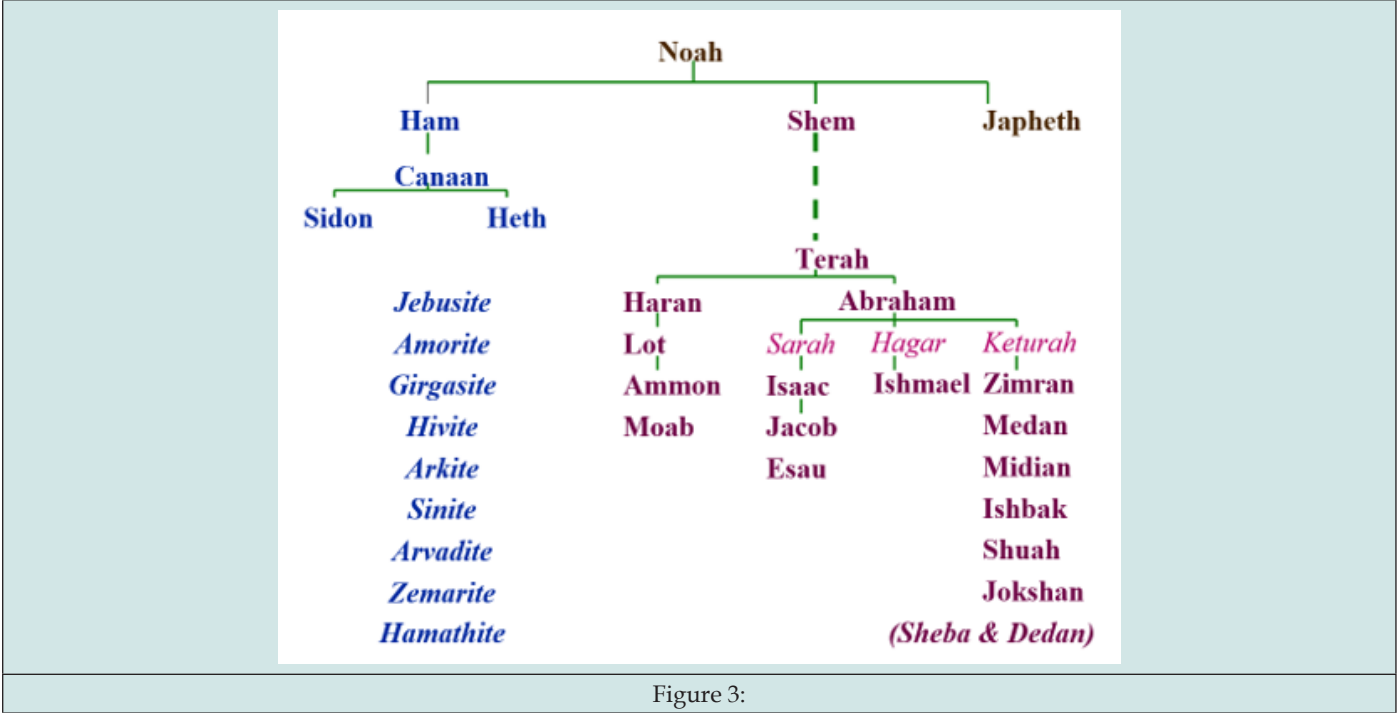 Noah
Ham Shem Japheth
Canaan
Sidon Heth
Terah
Jebusite Haran Abraham
Amorite Lot Sarah Hagar Keturah
Girgasite Ammon Isaac Ishmael Zimran
Hivite Moab Jacob Medan
Arkite Esau Midian
Sinite Ishbak
Arvadite Shuah
Zemarite Jokshan
Hamathite (Sheba & Dedan)
Figure 3: